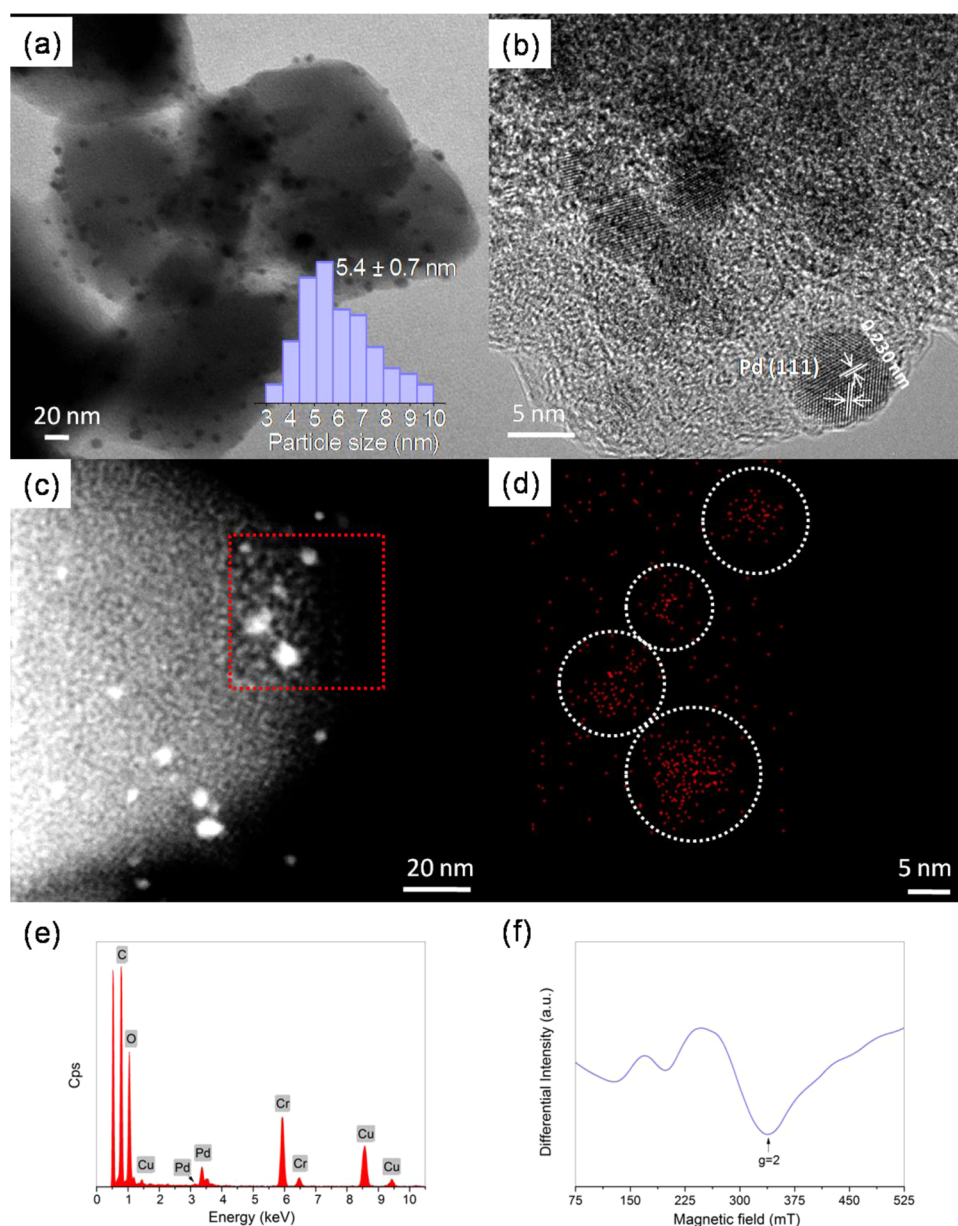 (a)
5.4 ± 0.7 nm
3 4 5 6 7 8 9 10
Particle size (nm)
20 nm
(b)
0.230 nm
Pd (111)
5 nm
(c)
20 nm
(d)
5 nm
(e)
C
O
Cu
Pd
Pd
Cr
Cr
Cu
Cu
Cps
0 1 2 3 4 5 6 7 8 9 10
Energy (keV)
(f)
Differential Intensity (a.u.)
g=2
75 150 225 300 375 450 525
Magnetic field (mT)